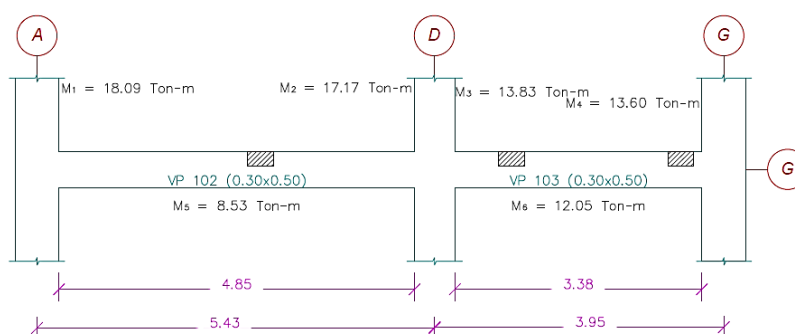 A
D
G
M₁ = 18.09 Ton-m
M₂ = 17.17 Ton-m
M₃ = 13.83 Ton-m
M₄ = 13.60 Ton-m
VP 102 (0.30x0.50)
VP 103 (0.30x0.50)
G
M₅ = 8.53 Ton-m
M₆ = 12.05 Ton-m
4.85
3.38
5.43
3.95